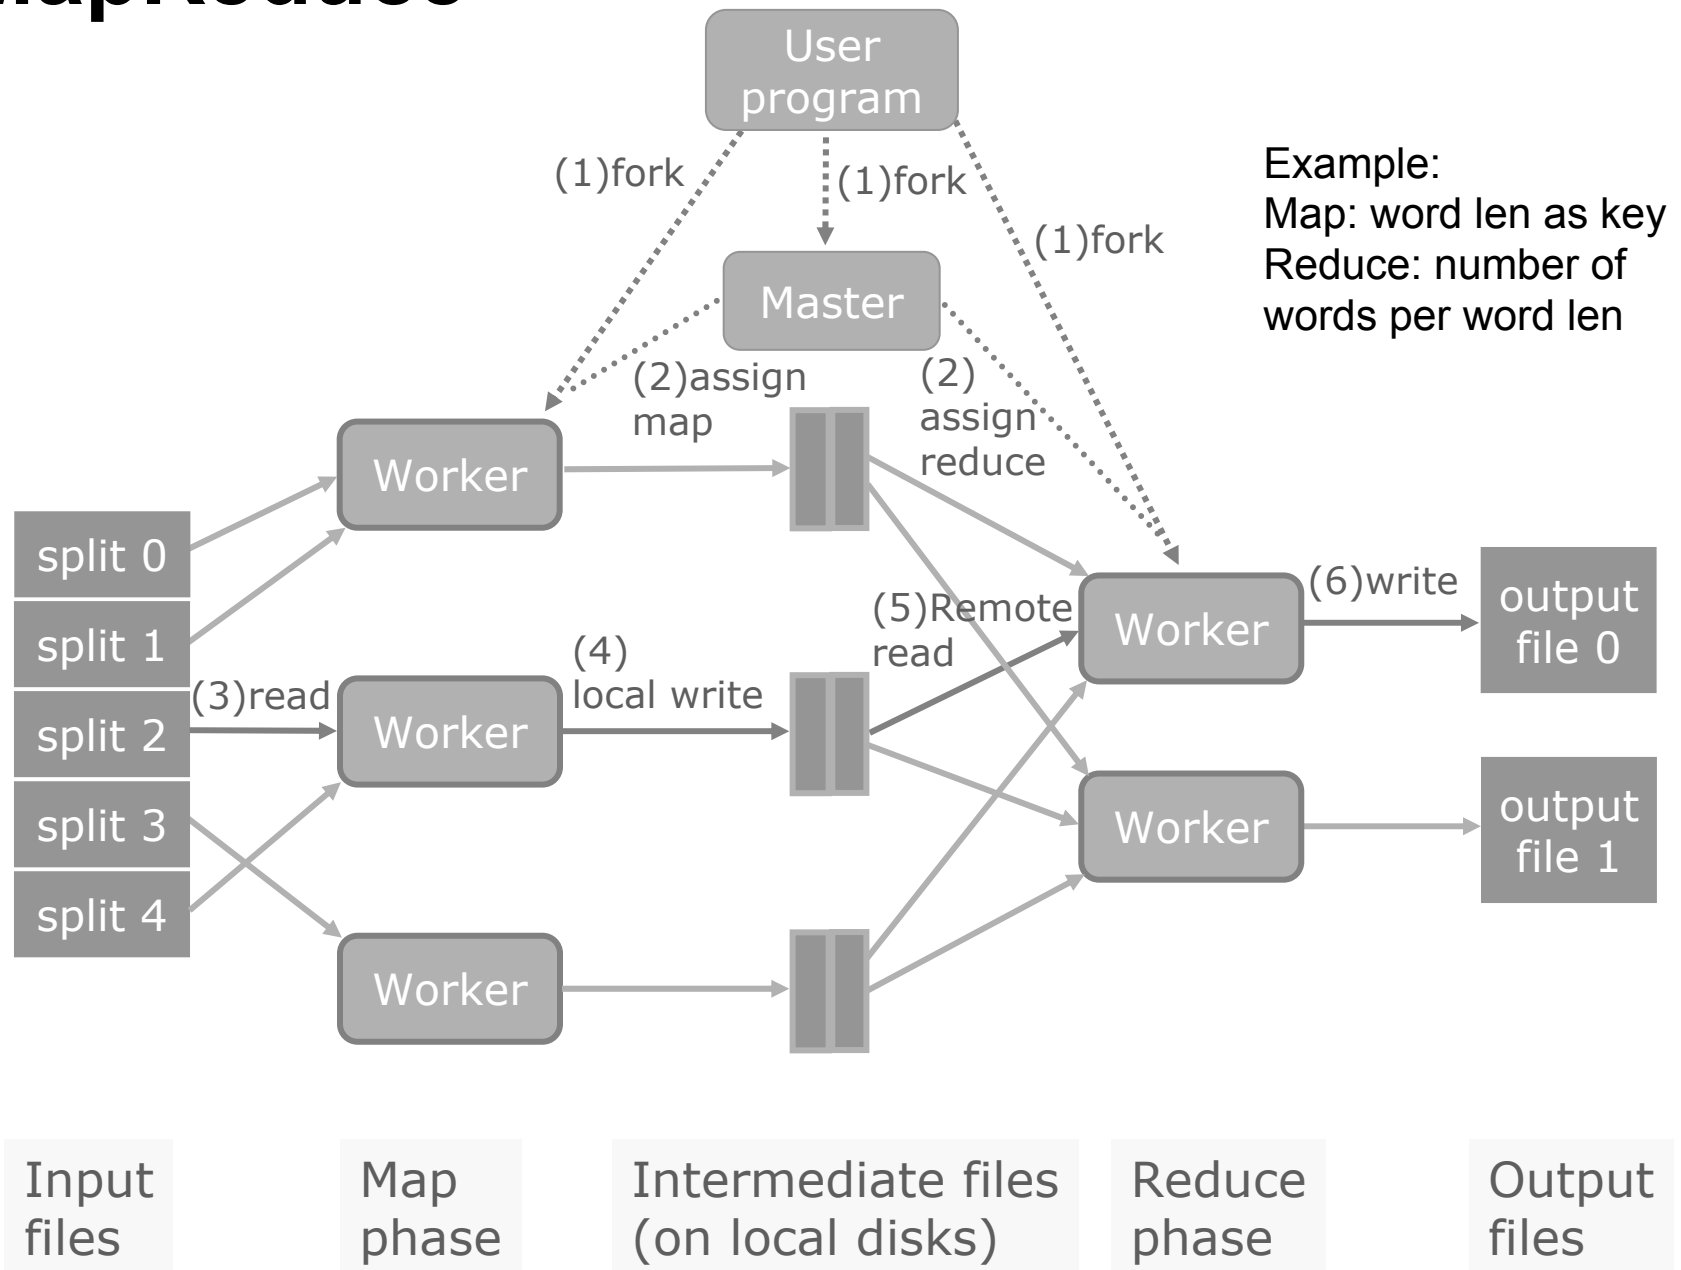 MapReduce
User
program
(1)fork
(1)fork
(1)fork
Example:
Map: word len as key
Reduce: number of
words per word len
Master
(2)assign
map
(2)
assign
reduce
Worker
split 0
split 1
split 2
split 3
split 4
(3)read
Worker
(4)
local write
(5)Remote
read
Worker
(6)write
output
file 0
Worker
output
file 1
Worker
Input
files
Map
phase
Intermediate files
(on local disks)
Reduce
phase
Output
files